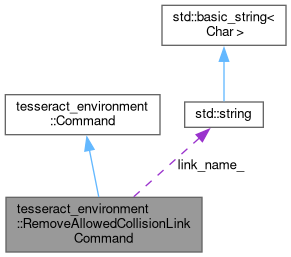 std::basic_string<
Char >
tesseract_environment
::Command
std::string
link_name_
tesseract_environment
::RemoveAllowedCollisionLink
Command